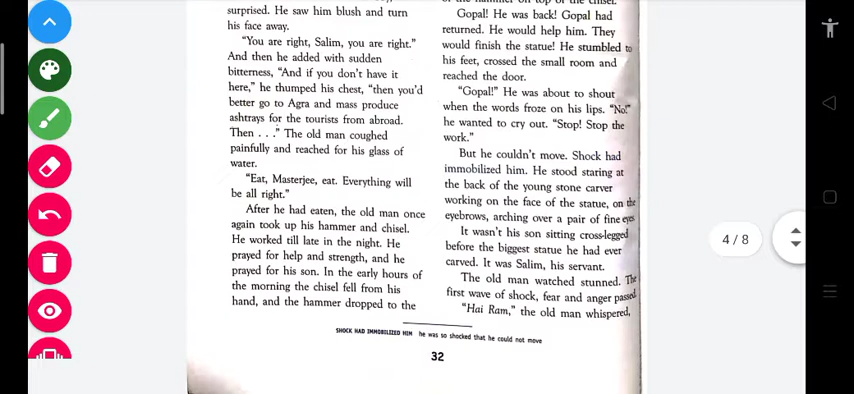 surprised. He saw him blush and turn
his face away.
"You are right, Salim, you are right."
And then he added with sudden
bitterness, "And if you don't have it
here," he thumped his chest, "then you'd
better go to Agra and mass produce
ashtrays for the tourists from abroad.
Then . . ." The old man coughed
painfully and reached for his glass of
water.
"Eat, Masterjee, eat. Everything will
be all right."
After he had eaten, the old man once
again took up his hammer and chisel.
He worked till late in the night. He
prayed for help and strength, and he
prayed for his son. In the early hours of
the morning the chisel fell from his
hand, and the hammer dropped to the
of the hammer on top of the chisel.
Gopal! He was back! Gopal had
returned. He would help him. They
would finish the statue! He stumbled to
his feet, crossed the small room and
reached the door.
"Gopal!" He was about to shout
when the words froze on his lips. "No!"
he wanted to cry out. "Stop! Stop the
work."
But he couldn't move. Shock had
immobilized him. He stood staring at
the back of the young stone carver
working on the face of the statue, on the
eyebrows, arching over a pair of fine eyes
It wasn't his son sitting cross-legged
before the biggest statue he had ever
carved. It was Salim, his servant.
The old man watched stunned. The
first wave of shock, fear and anger passed.
"Hai Ram," the old man whispered,
SHOCK HAD IMMOBILIZED HIM he was so shocked that he could not move
32
4 / 8